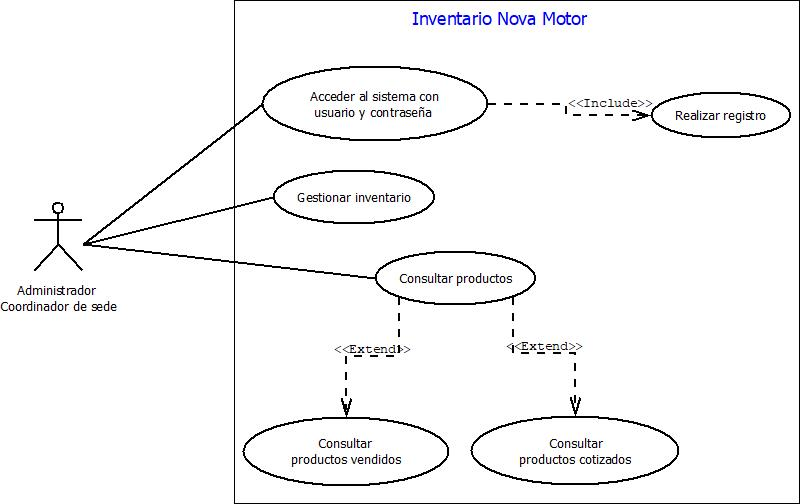 Inventario Nova Motor
Acceder al sistema con
usuario y contraseña
<<Include>>
Realizar registro
Gestionar inventario
Administrador
Coordinador de sede
Consultar productos
<<Extend>>
<<Extend>>
Consultar
productos vendidos
Consultar
productos cotizados